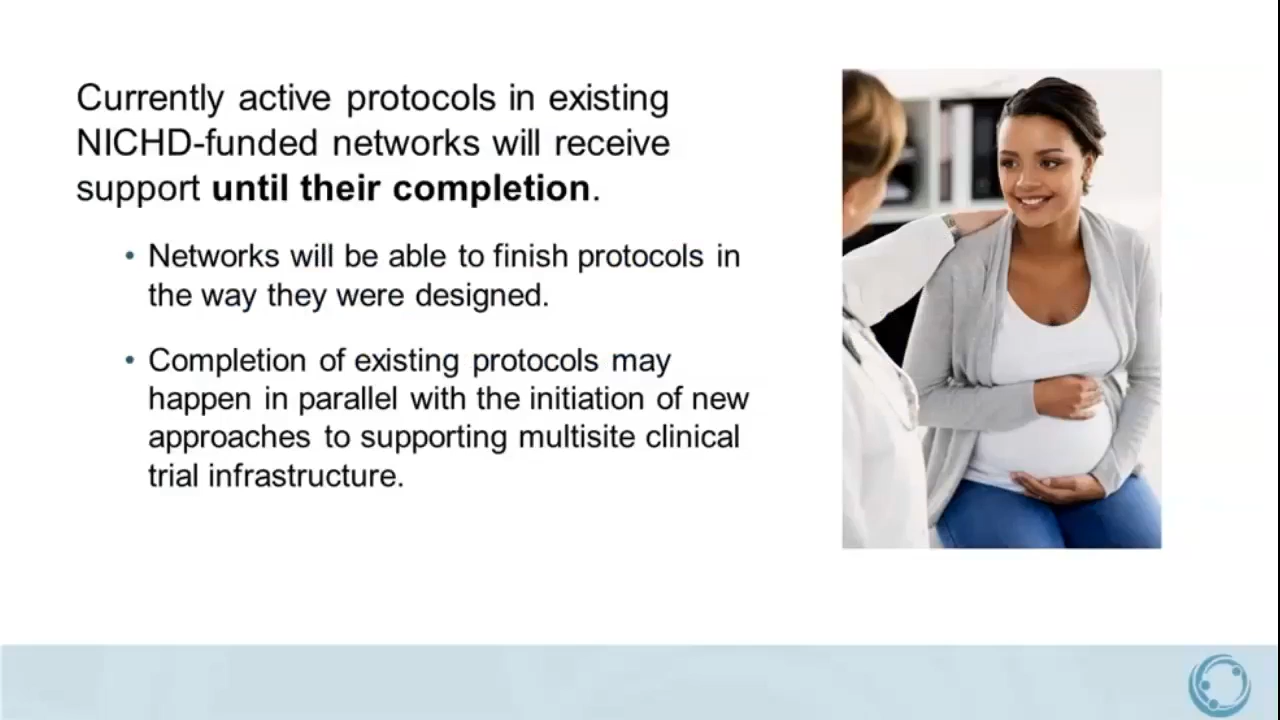 Currently active protocols in existing
NICHD-funded networks will receive
support until their completion.
• Networks will be able to finish protocols in
the way they were designed.
• Completion of existing protocols may
happen in parallel with the initiation of new
approaches to supporting multisite clinical
trial infrastructure.